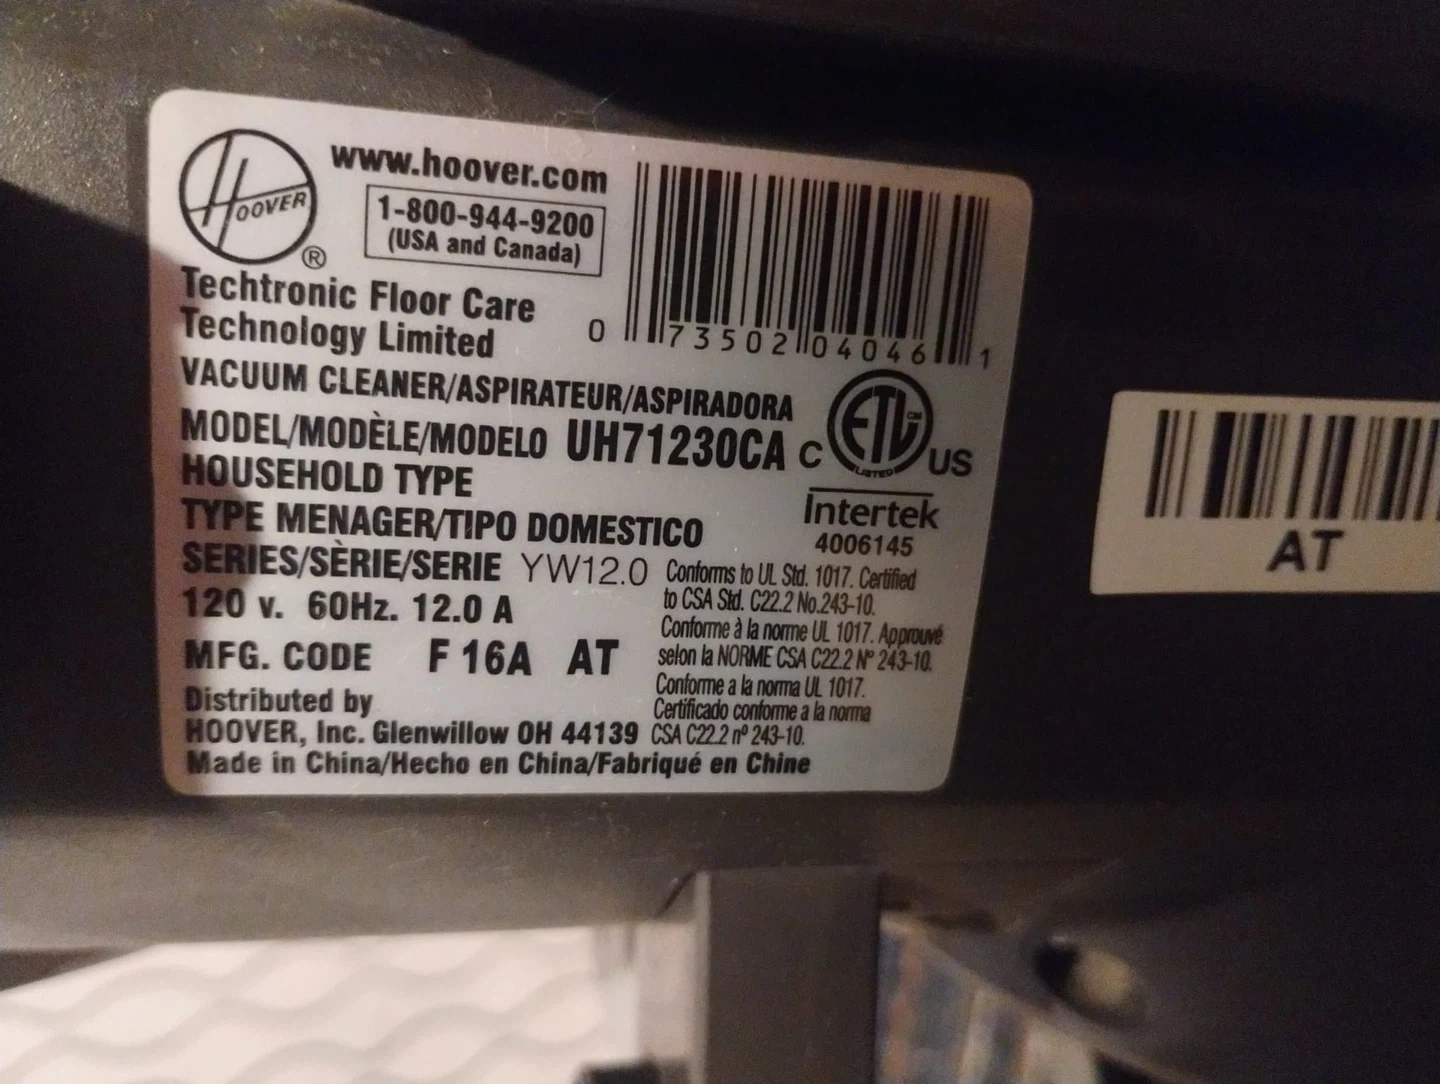 HOOVER
®
www.hoover.com
1-800-944-9200
(USA and Canada)
Techtronic Floor Care
Technology Limited
0 73502 04046 1
VACUUM CLEANER/ASPIRATEUR/ASPIRADORA
MODEL/MODÈLE/MODELO UH71230CA
HOUSEHOLD TYPE
TYPE MENAGER/TIPO DOMESTICO
SERIES/SÈRIE/SERIE YW12.0
120 v. 60Hz. 12.0 A
MFG. CODE F 16A AT
Distributed by
HOOVER, Inc. Glenwillow OH 44139
Made in China/Hecho en China/Fabriqué en Chine
C ETL CM US
LISTED
Intertek
4006145
Conforms to UL Std. 1017. Certified
to CSA Std. C22.2 No.243-10.
Conforme à la norme UL 1017. Approuvé
selon la NORME CSA C22.2 N° 243-10.
Conforme a la norma UL 1017.
Certificado conforme a la norma
CSA C22.2 nº 243-10.
AT